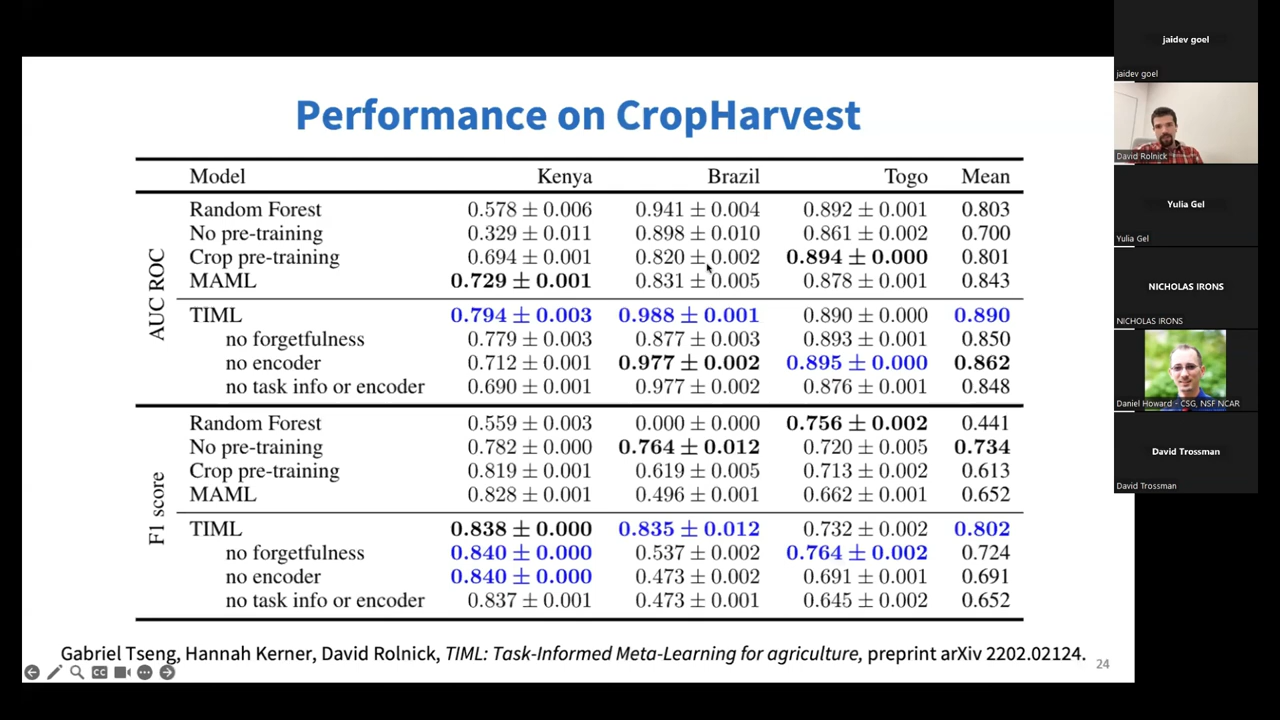 Performance on CropHarvest
Model Kenya Brazil Togo Mean
AUC ROC
Random Forest 0.578 ± 0.006 0.941 ± 0.004 0.892 ± 0.001 0.803
No pre-training 0.329 ± 0.011 0.898 ± 0.010 0.861 ± 0.002 0.700
Crop pre-training 0.694 ± 0.001 0.820 ± 0.002 0.894 ± 0.000 0.801
MAML 0.729 ± 0.001 0.831 ± 0.005 0.878 ± 0.001 0.843
TIML 0.794 ± 0.003 0.988 ± 0.001 0.890 ± 0.000 0.890
no forgetfulness 0.779 ± 0.003 0.877 ± 0.003 0.893 ± 0.001 0.850
no encoder 0.712 ± 0.001 0.977 ± 0.002 0.895 ± 0.000 0.862
no task info or encoder 0.690 ± 0.001 0.977 ± 0.002 0.876 ± 0.001 0.848
F1 score
Random Forest 0.559 ± 0.003 0.000 ± 0.000 0.756 ± 0.002 0.441
No pre-training 0.782 ± 0.000 0.764 ± 0.012 0.720 ± 0.005 0.734
Crop pre-training 0.819 ± 0.001 0.619 ± 0.005 0.713 ± 0.002 0.613
MAML 0.828 ± 0.001 0.496 ± 0.001 0.662 ± 0.001 0.652
TIML 0.838 ± 0.000 0.835 ± 0.012 0.732 ± 0.002 0.802
no forgetfulness 0.840 ± 0.000 0.537 ± 0.002 0.764 ± 0.002 0.724
no encoder 0.840 ± 0.000 0.473 ± 0.002 0.691 ± 0.001 0.691
no task info or encoder 0.837 ± 0.001 0.473 ± 0.001 0.645 ± 0.002 0.652
Gabriel Tseng, Hannah Kerner, David Rolnick, TIML: Task-Informed Meta-Learning for agriculture, preprint arXiv 2202.02124.
24
CC
jaidev goel
jaidev goel
David Rolnick
Yulia Gel
Yulia Gel
NICHOLAS IRONS
NICHOLAS IRONS
Daniel Howard - CSG, NSF NCAR
David Trossman
David Trossman